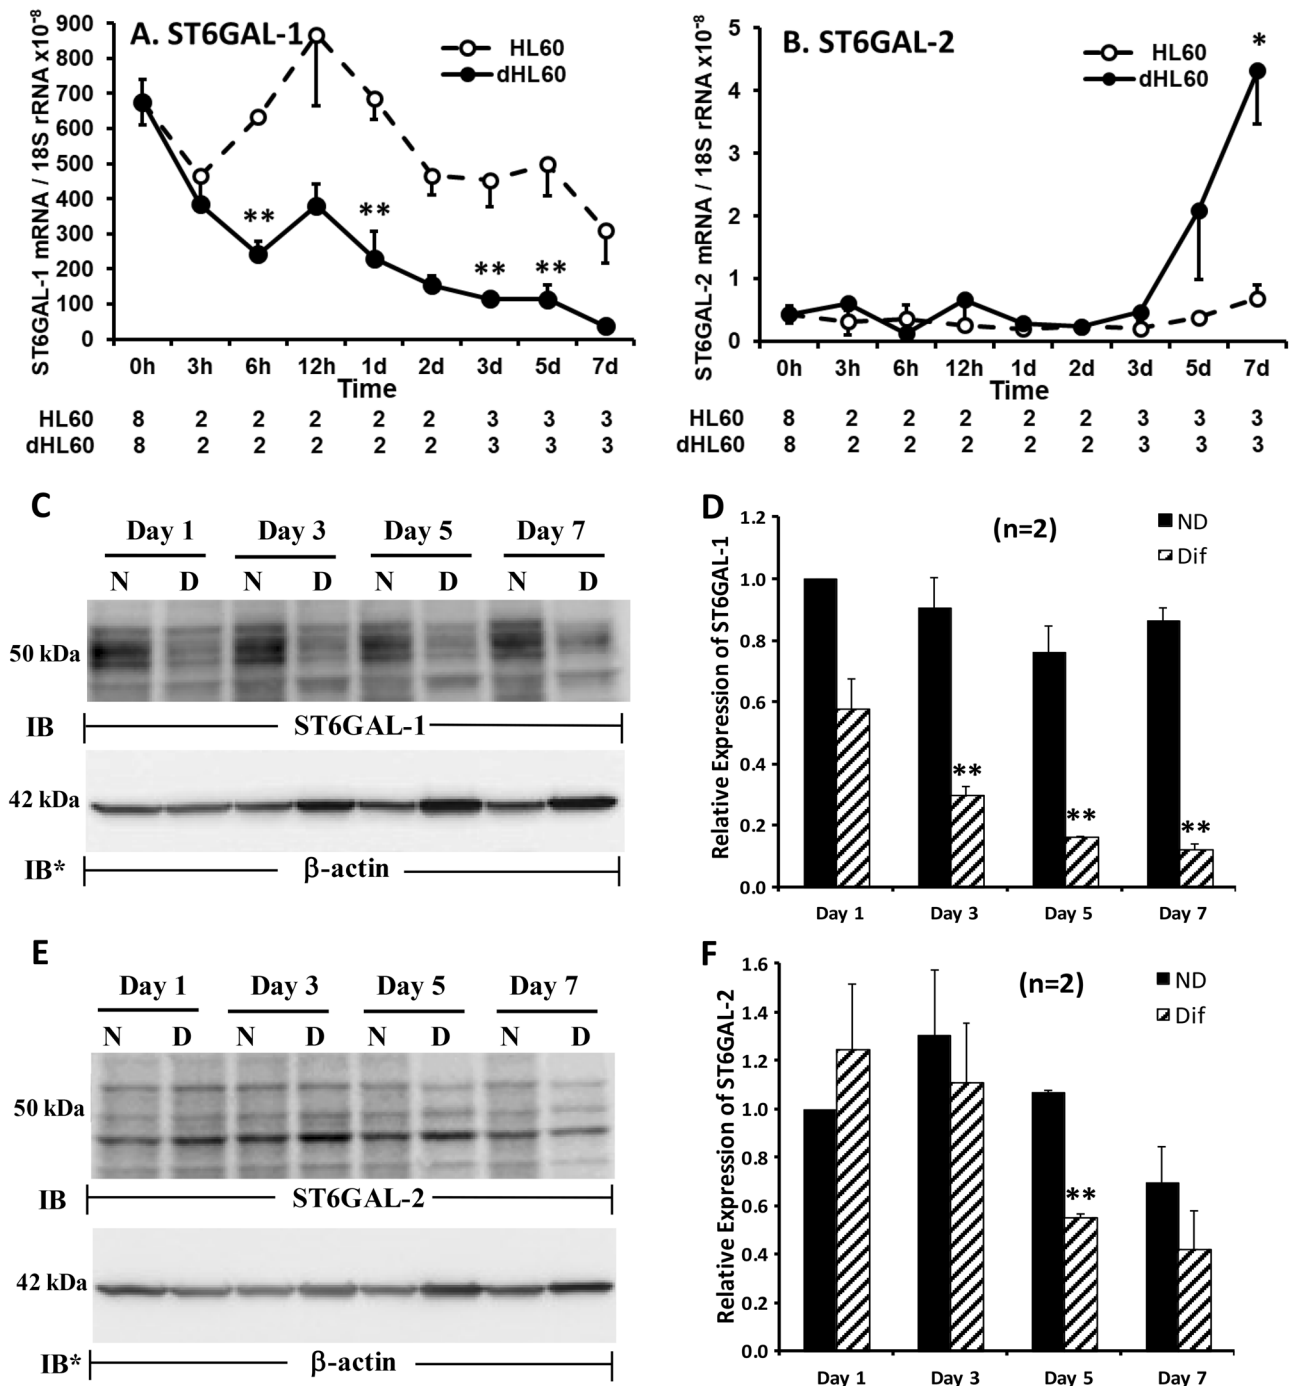 A. ST6GAL-1
HL60
dHL60
ST6GAL-1 mRNA / 18S rRNA x10-8
900
800
700
600
500
400
300
200
100
0
** ** ** **
0h 3h 6h 12h 1d 2d 3d 5d 7d
Time
HL60 8 2 2 2 2 2 3 3 3
dHL60 8 2 2 2 2 2 3 3 3
B. ST6GAL-2
HL60
dHL60
*
ST6GAL-2 mRNA / 18S rRNA x10-8
5
4
3
2
1
0
0h 3h 6h 12h 1d 2d 3d 5d 7d
Time
HL60 8 2 2 2 2 2 3 3 3
dHL60 8 2 2 2 2 2 3 3 3
C
Day 1 Day 3 Day 5 Day 7
N D N D N D N D
50 kDa
IB ST6GAL-1
42 kDa
IB* β-actin
D
(n=2)
ND
Dif
Relative Expression of ST6GAL-1
1.2
1.0
0.8
0.6
0.4
0.2
0.0
** ** **
Day 1 Day 3 Day 5 Day 7
E
Day 1 Day 3 Day 5 Day 7
N D N D N D N D
50 kDa
IB ST6GAL-2
42 kDa
IB* β-actin
F
(n=2)
ND
Dif
Relative Expression of ST6GAL-2
1.6
1.4
1.2
1.0
0.8
0.6
0.4
0.2
0.0
**
Day 1 Day 3 Day 5 Day 7